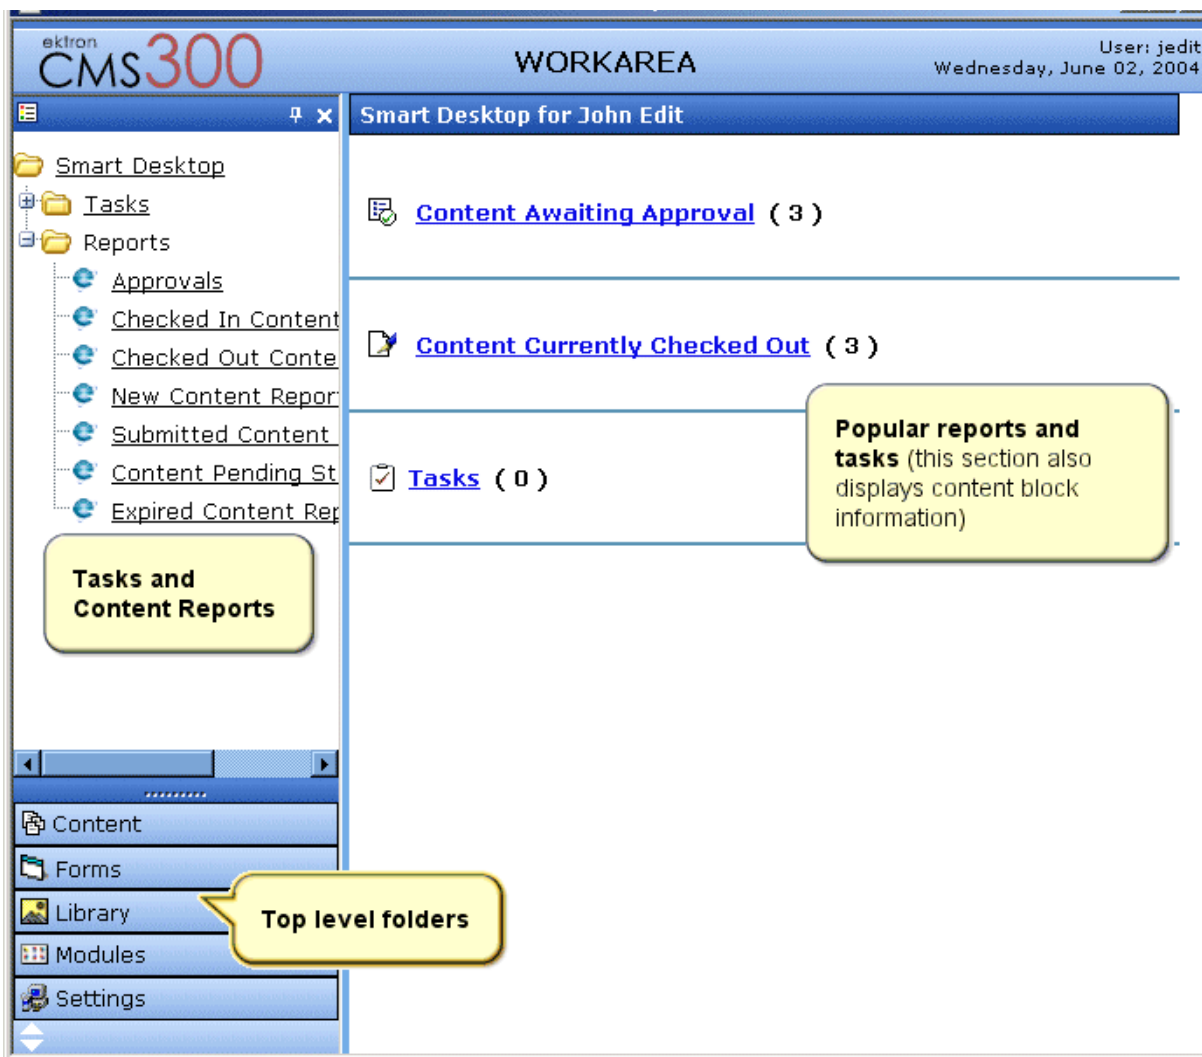 ektron
CMS300
WORKAREA
User: jedit
Wednesday, June 02, 2004
Smart Desktop for John Edit
Smart Desktop
Tasks
Reports
Approvals
Checked In Content
Checked Out Conte
New Content Repor
Submitted Content
Content Pending St
Expired Content Rep
Tasks and
Content Reports
Content Awaiting Approval (3)
Content Currently Checked Out (3)
Tasks (0)
Popular reports and
tasks (this section also
displays content block
information)
Content
Forms
Library
Modules
Settings
Top level folders